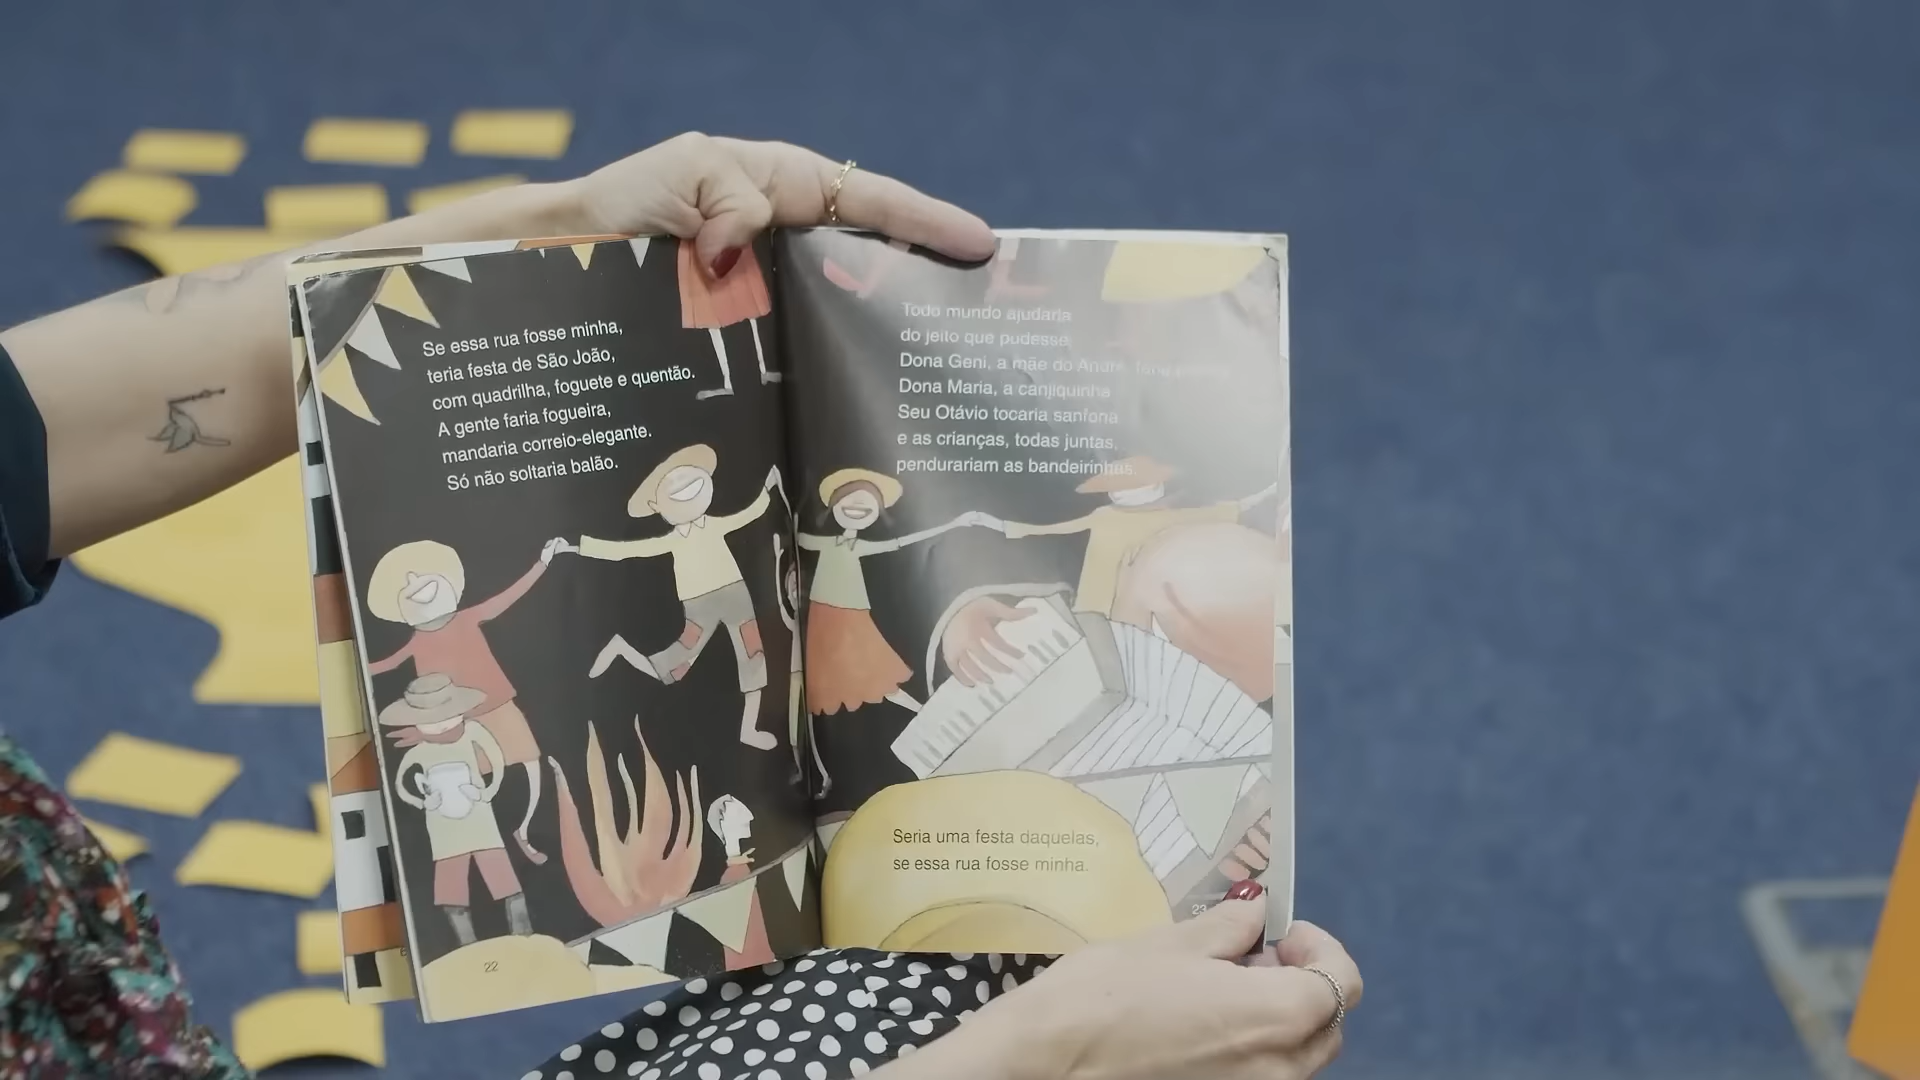 Se essa rua fosse minha,
teria festa de São João,
com quadrilha, foguete e quentão.
A gente faria fogueira,
mandaria correio-elegante.
Só não soltaria balão.
22
Todo mundo ajudaria
do jeito que pudesse
Dona Geni, a mãe do André,
Dona Maria, a canjiquinha
Seu Otávio tocaria sanfona
e as crianças, todas juntas,
pendurariam as bandeirinhas.
Seria uma festa daquelas,
se essa rua fosse minha.
23